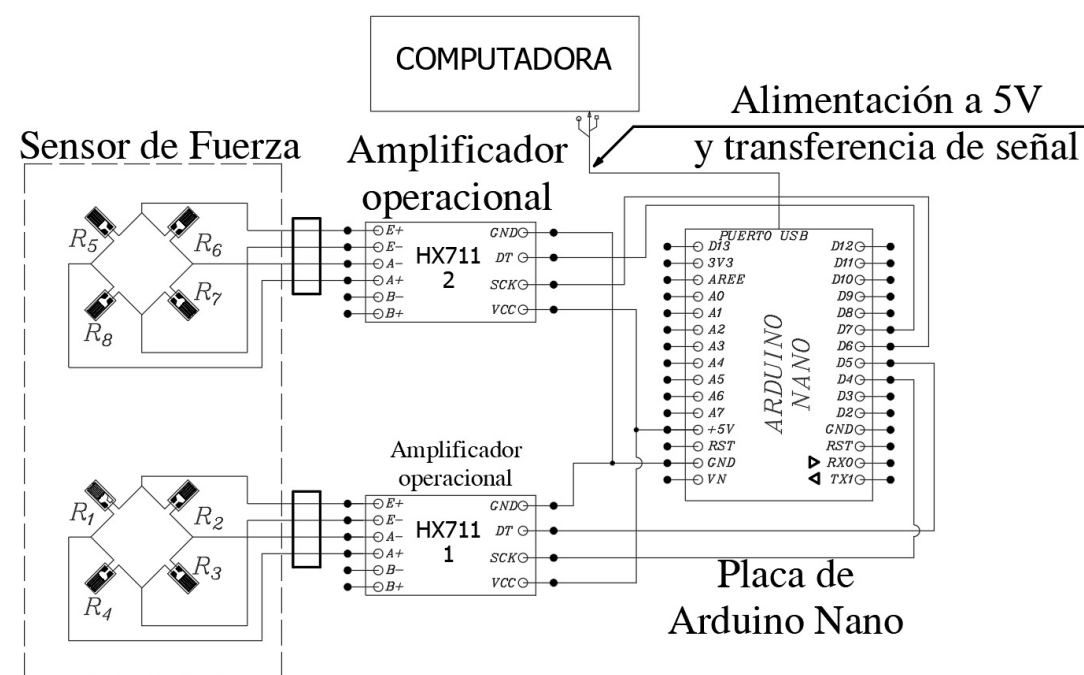 COMPUTADORA
Alimentación a 5V
y transferencia de señal
Sensor de Fuerza
Amplificador
operacional
R5
R6
R7
R8
E+
E-
A-
A+
B-
B+
HX711
2
GND
DT
SCK
VCC
PUERTO USB
D13
3V3
AREE
A0
A1
A2
A3
A4
A5
A6
A7
+5V
RST
GND
VN
ARDUINO
NANO
D12
D11
D10
D9
D8
D7
D6
D5
D4
D3
D2
GND
RST
RX0
TX1
Amplificador
operacional
R1
R2
R3
R4
E+
E-
A-
A+
B-
B+
HX711
1
GND
DT
SCK
VCC
Placa de
Arduino Nano